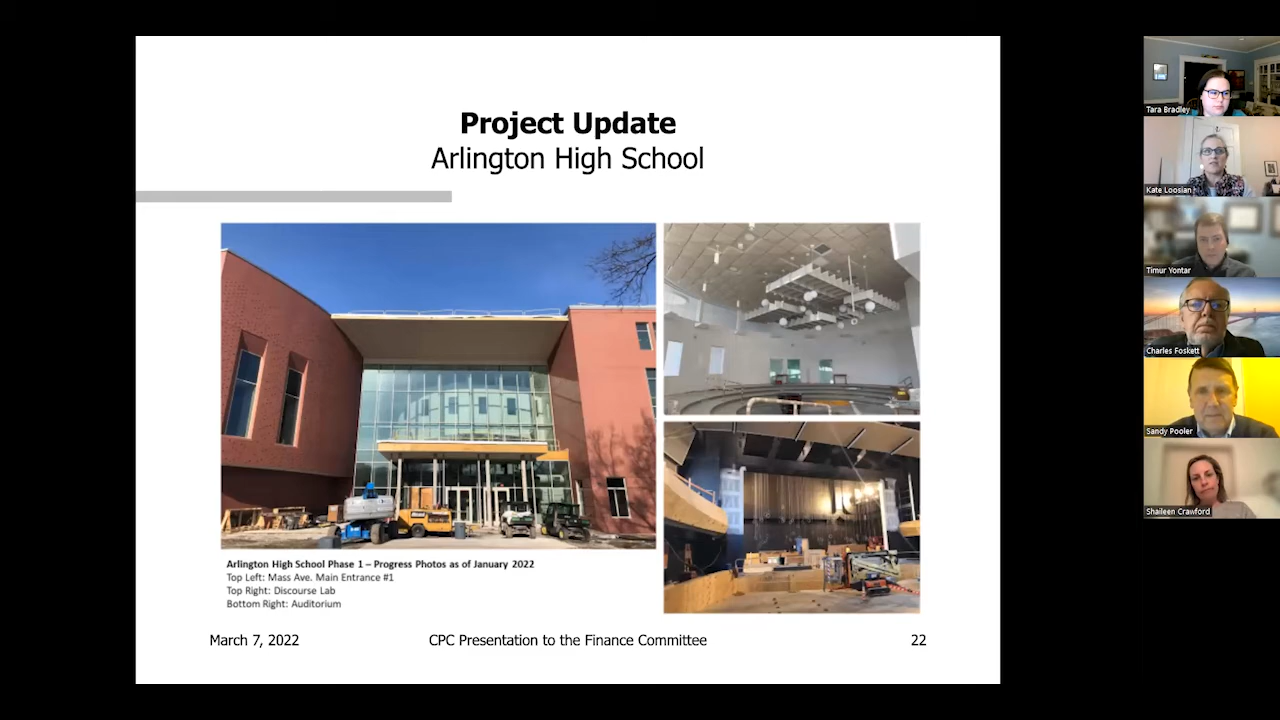 Project Update
Arlington High School
Arlington High School Phase 1 – Progress Photos as of January 2022
Top Left: Mass Ave. Main Entrance #1
Top Right: Discourse Lab
Bottom Right: Auditorium
March 7, 2022
CPC Presentation to the Finance Committee
22
Tara Bradley
Kate Loosian
Timur Yontar
Charles Foskett
Sandy Pooler
Shaileen Crawford